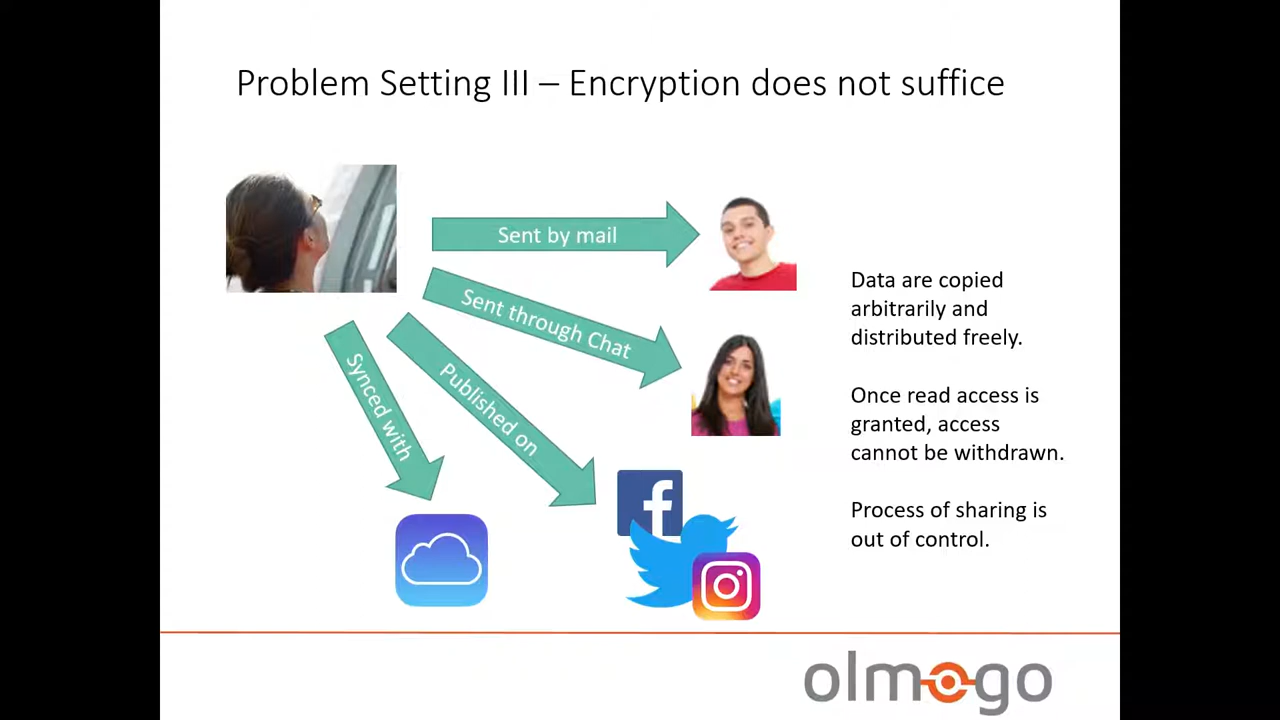 Problem Setting III – Encryption does not suffice
Sent by mail
Sent through Chat
Published on
Synced with
Data are copied
arbitrarily and
distributed freely.
Once read access is
granted, access
cannot be withdrawn.
Process of sharing is
out of control.
f
olmogo